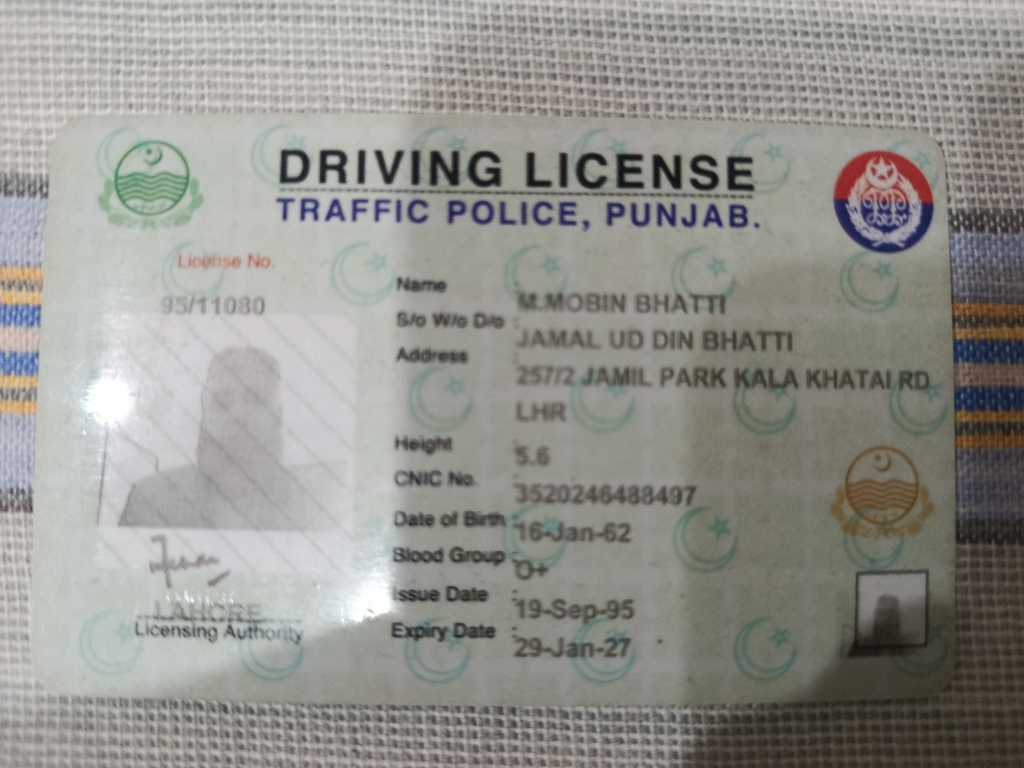 DRIVING LICENSE
TRAFFIC POLICE, PUNJAB.
License No.
95/11080
Name M.MOBIN BHATTI
S/o W/o D/o : JAMAL UD DIN BHATTI
Address : 257/2 JAMIL PARK KALA KHATAI RD
LHR
Height : 5.6
CNIC No. : 3520246488497
Date of Birth : 16-Jan-62
Blood Group : O+
Issue Date : 19-Sep-95
Expiry Date : 29-Jan-27
LAHORE
Licensing Authority